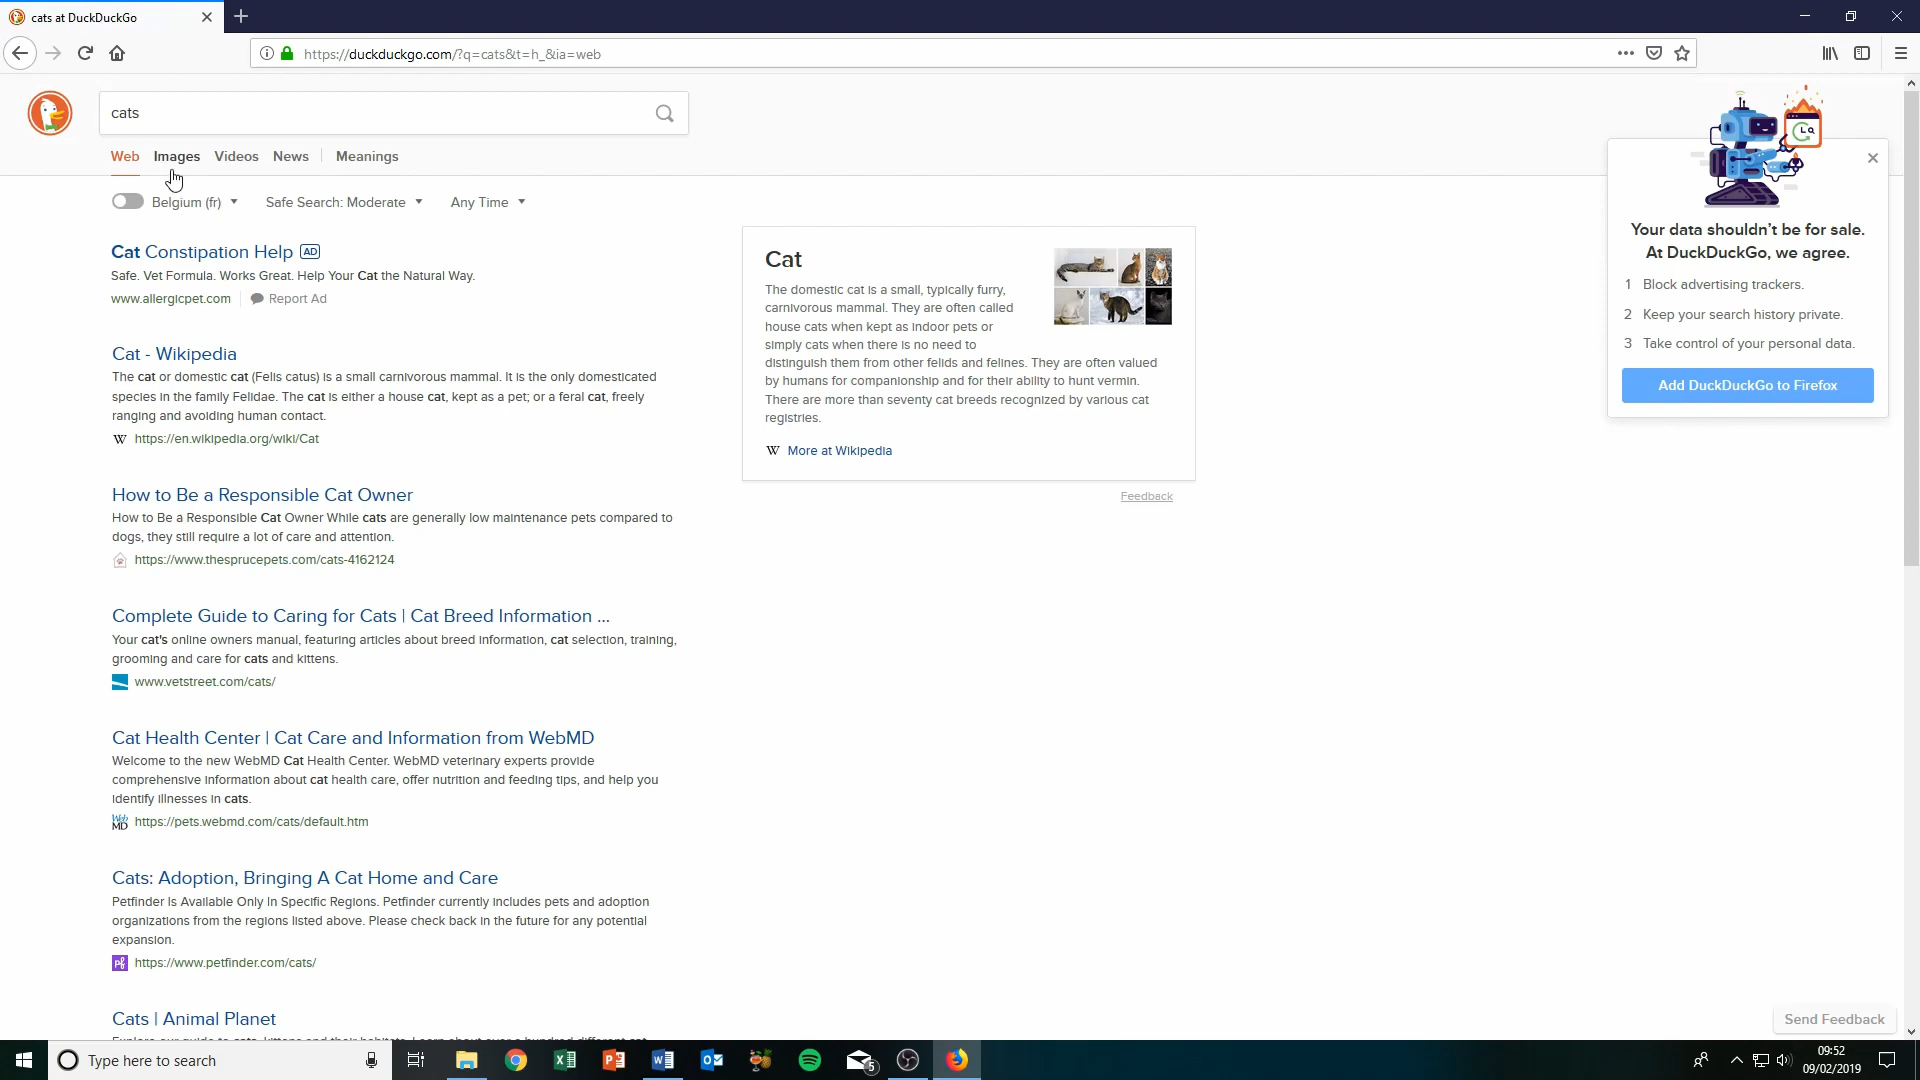 cats at DuckDuckGo
https://duckduckgo.com/?q=cats&t=h_&ia=web
cats
Web Images Videos News Meanings
Belgium (fr) Safe Search: Moderate Any Time
Cat Constipation Help AD
Safe. Vet Formula. Works Great. Help Your Cat the Natural Way.
www.allergicpet.com Report Ad
Cat - Wikipedia
The cat or domestic cat (Felis catus) is a small carnivorous mammal. It is the only domesticated
species in the family Felidae. The cat is either a house cat, kept as a pet; or a feral cat, freely
ranging and avoiding human contact.
W https://en.wikipedia.org/wiki/Cat
How to Be a Responsible Cat Owner
How to Be a Responsible Cat Owner While cats are generally low maintenance pets compared to
dogs, they still require a lot of care and attention.
https://www.thesprucepets.com/cats-4162124
Complete Guide to Caring for Cats | Cat Breed Information ...
Your cat's online owners manual, featuring articles about breed information, cat selection, training,
grooming and care for cats and kittens.
www.vetstreet.com/cats/
Cat Health Center | Cat Care and Information from WebMD
Welcome to the new WebMD Cat Health Center. WebMD veterinary experts provide
comprehensive information about cat health care, offer nutrition and feeding tips, and help you
identify illnesses in cats.
Web MD https://pets.webmd.com/cats/default.htm
Cats: Adoption, Bringing A Cat Home and Care
Petfinder Is Available Only In Specific Regions. Petfinder currently includes pets and adoption
organizations from the regions listed above. Please check back in the future for any potential
expansion.
pf https://www.petfinder.com/cats/
Cats | Animal Planet
Cat
The domestic cat is a small, typically furry,
carnivorous mammal. They are often called
house cats when kept as indoor pets or
simply cats when there is no need to
distinguish them from other felids and felines. They are often valued
by humans for companionship and for their ability to hunt vermin.
There are more than seventy cat breeds recognized by various cat
registries.
W More at Wikipedia
Feedback
Your data shouldn't be for sale.
At DuckDuckGo, we agree.
1 Block advertising trackers.
2 Keep your search history private.
3 Take control of your personal data.
Add DuckDuckGo to Firefox
Send Feedback
Type here to search
5
09:52
09/02/2019